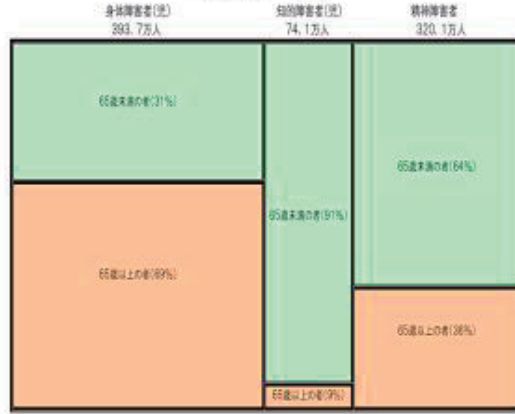 身体障害者(児)
393.7万人
知的障害者(児)
74.1万人
精神障害者
320.1万人
65歳未満の者(31%)
65歳以上の者(69%)
65歳未満の者(91%)
65歳以上の者(9%)
65歳未満の者(64%)
65歳以上の者(36%)